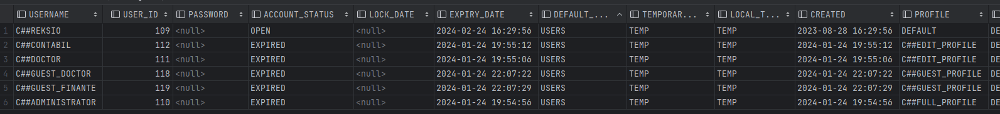 USERNAME USER_ID PASSWORD ACCOUNT_STATUS LOCK_DATE EXPIRY_DATE DEFAULT_... TEMPORAR... LOCAL_T... CREATED PROFILE
1 C##REKSIO 109 <null> OPEN <null> 2024-02-24 16:29:56 USERS TEMP TEMP 2023-08-28 16:29:56 DEFAULT DE
2 C##CONTABIL 112 <null> EXPIRED <null> 2024-01-24 19:55:12 USERS TEMP TEMP 2024-01-24 19:55:12 C##EDIT_PROFILE DE
3 C##DOCTOR 111 <null> EXPIRED <null> 2024-01-24 19:55:06 USERS TEMP TEMP 2024-01-24 19:55:06 C##EDIT_PROFILE DE
4 C##GUEST_DOCTOR 118 <null> EXPIRED <null> 2024-01-24 22:07:22 USERS TEMP TEMP 2024-01-24 22:07:22 C##GUEST_PROFILE DE
5 C##GUEST_FINANTE 119 <null> EXPIRED <null> 2024-01-24 22:07:29 USERS TEMP TEMP 2024-01-24 22:07:29 C##GUEST_PROFILE DE
6 C##ADMINISTRATOR 110 <null> EXPIRED <null> 2024-01-24 19:54:56 USERS TEMP TEMP 2024-01-24 19:54:56 C##FULL_PROFILE DE